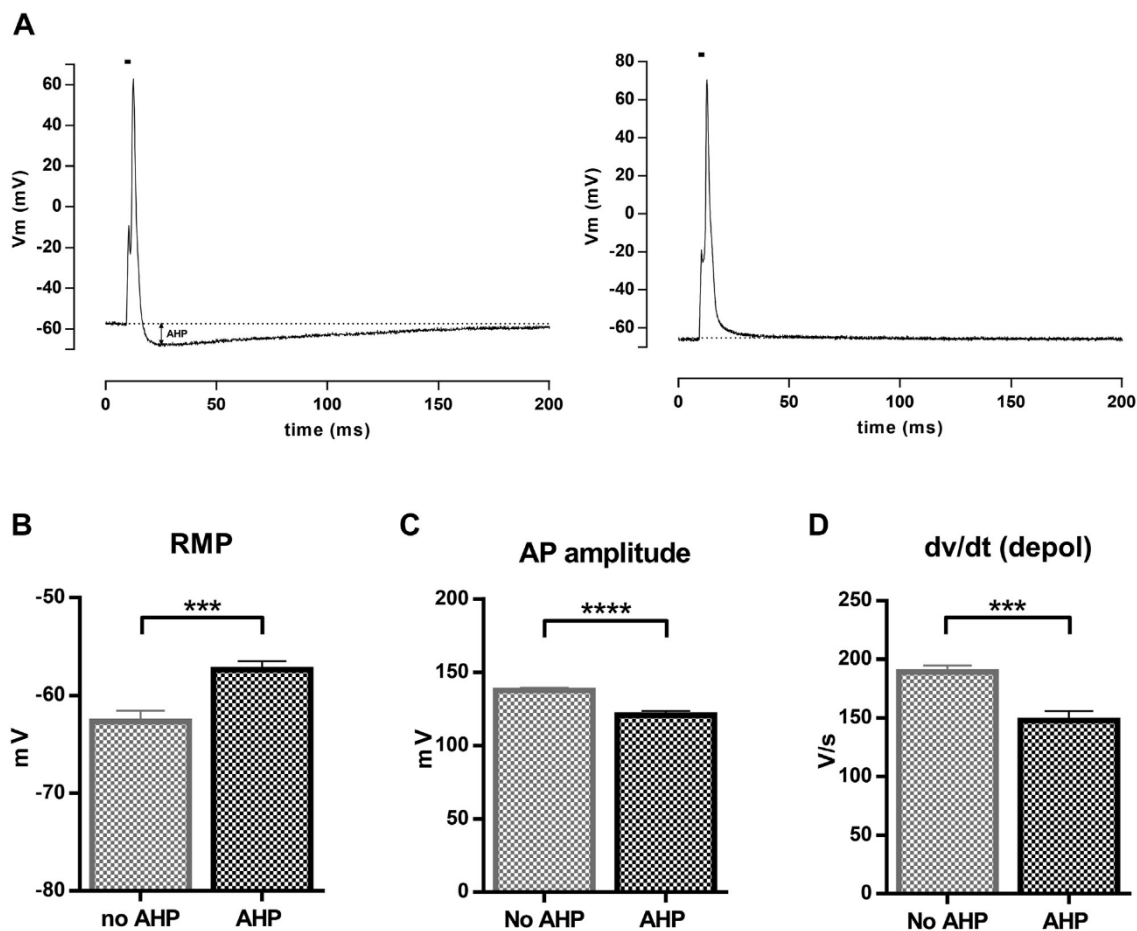 A
Vm (mV)
60
40
20
0
-20
-40
-60
AHP
0
50
100
150
200
time (ms)
Vm (mV)
80
60
40
20
0
-20
-40
-60
0
50
100
150
200
time (ms)
B
RMP
***
mV
-50
-60
-70
-80
no AHP
AHP
C
AP amplitude
****
mV
200
150
100
50
0
No AHP
AHP
D
dv/dt (depol)
***
V/s
250
200
150
100
50
0
No AHP
AHP